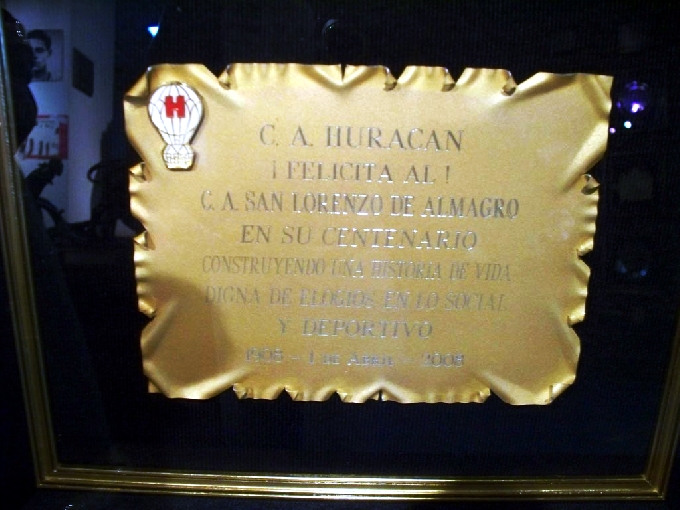 H
C. A. HURACAN
¡ FELICITA AL !
C. A. SAN LORENZO DE ALMAGRO
EN SU CENTENARIO
CONSTRUYENDO UNA HISTORIA DE VIDA
DIGNA DE ELOGIOS EN LO SOCIAL
Y DEPORTIVO
1908 - 1 DE ABRIL - 2008